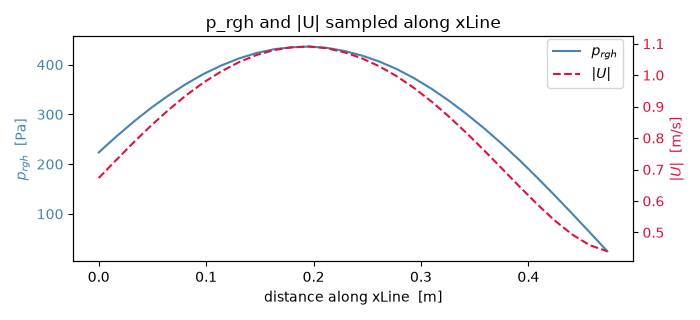 p_rgh and |U| sampled along xLine
p_rgh [Pa]
400
300
200
100
p_rgh
|U|
1.1
1.0
0.9
0.8
0.7
0.6
0.5
|U| [m/s]
0.0 0.1 0.2 0.3 0.4
distance along xLine [m]